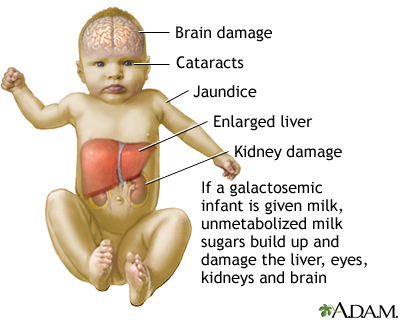 Brain damage
Cataracts
Jaundice
Enlarged liver
Kidney damage
If a galactosemic
infant is given milk,
unmetabolized milk
sugars build up and
damage the liver, eyes,
kidneys and brain
ADAM.